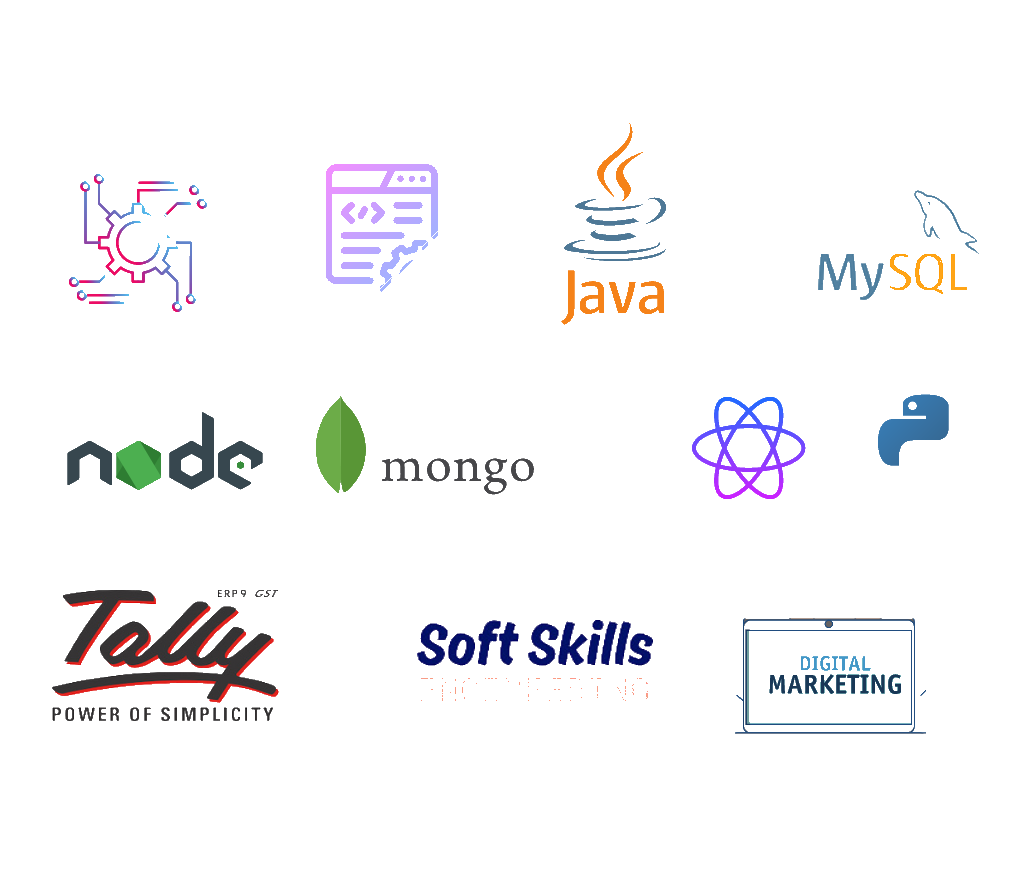 Java
MySQL
node
mongo
ERP9 GST
Tally
POWER OF SIMPLICITY
Soft Skills
DIGITAL
MARKETING